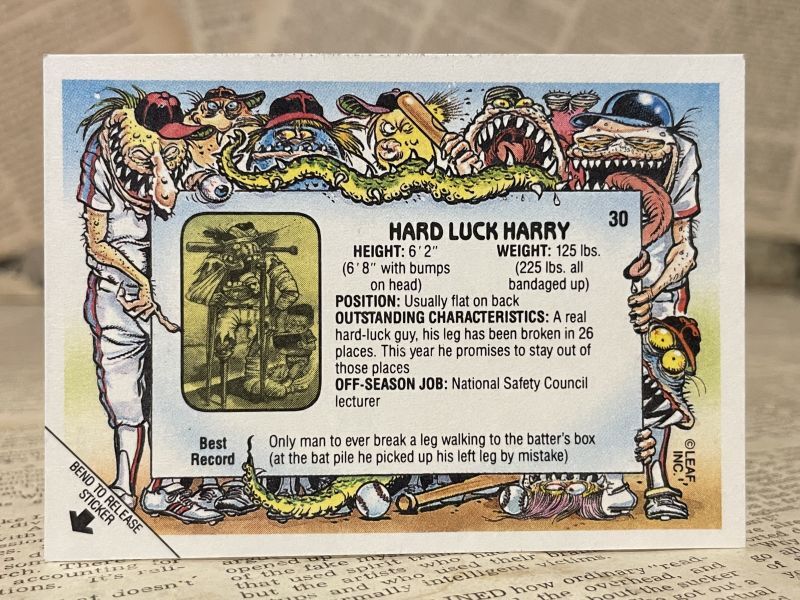 30
HARD LUCK HARRY
HEIGHT: 6'2" WEIGHT: 125 lbs.
(6'8" with bumps (225 lbs. all
on head) bandaged up)
POSITION: Usually flat on back
OUTSTANDING CHARACTERISTICS: A real
hard-luck guy, his leg has been broken in 26
places. This year he promises to stay out of
those places
OFF-SEASON JOB: National Safety Council
lecturer
Best Only man to ever break a leg walking to the batter's box
Record (at the bat pile he picked up his left leg by mistake)
© LEAF,
INC.
BEND TO RELEASE
STICKER